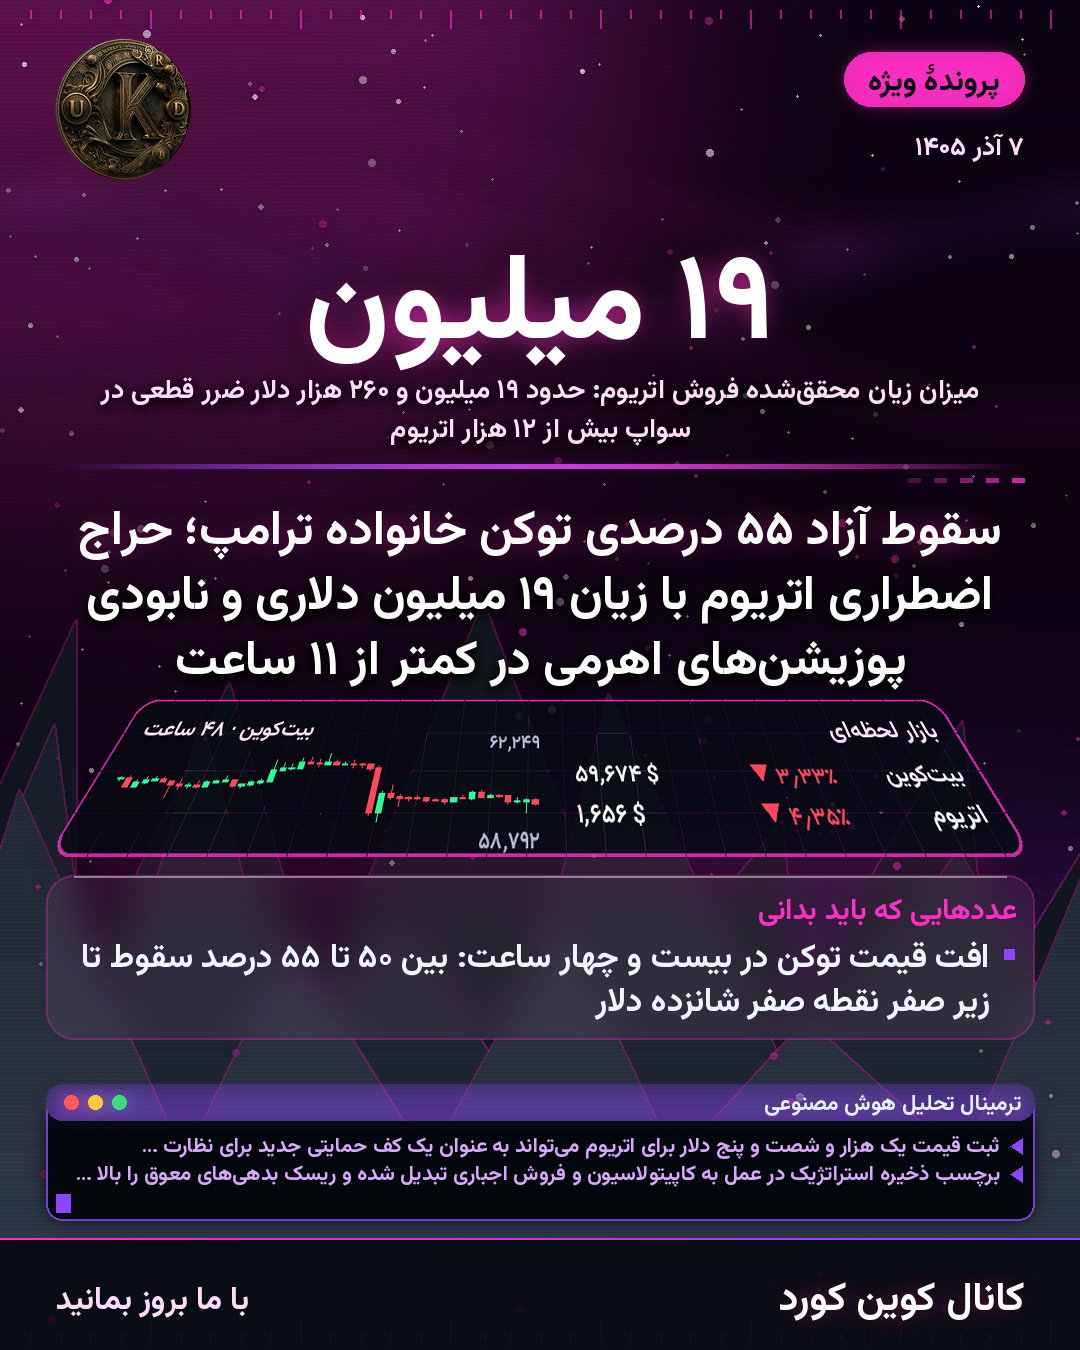 پروندهٔ ویژه
۷ آذر ۱۴۰۵
K
U
R
D
B
۱۹ میلیون
میزان زیان محقق‌شده فروش اتریوم: حدود ۱۹ میلیون و ۲۶۰ هزار دلار ضرر قطعی در
سواپ بیش از ۱۲ هزار اتریوم
سقوط آزاد ۵۵ درصدی توکن خانواده ترامپ؛ حراج
اضطراری اتریوم با زیان ۱۹ میلیون دلاری و نابودی
پوزیشن‌های اهرمی در کمتر از ۱۱ ساعت
بازار لحظه‌ای
بیت‌کوین ۳٫۳۳٪ ۵۹,۶۷۴ $
اتریوم ۴٫۳۵٪ ۱,۶۵۶ $
بیت‌کوین · ۴۸ ساعت
۶۲,۲۴۹
۵۸,۷۹۲
عددهایی که باید بدانی
افت قیمت توکن در بیست و چهار ساعت: بین ۵۰ تا ۵۵ درصد سقوط تا
زیر صفر نقطه صفر شانزده دلار
ترمینال تحلیل هوش مصنوعی
ثبت قیمت یک هزار و شصت و پنج دلار برای اتریوم می‌تواند به عنوان یک کف حمایتی جدید برای نظارت ...
برچسب ذخیره استراتژیک در عمل به کاپیتولاسیون و فروش اجباری تبدیل شده و ریسک بدهی‌های معوق را بالا ...
کانال کوین کورد
با ما بروز بمانید